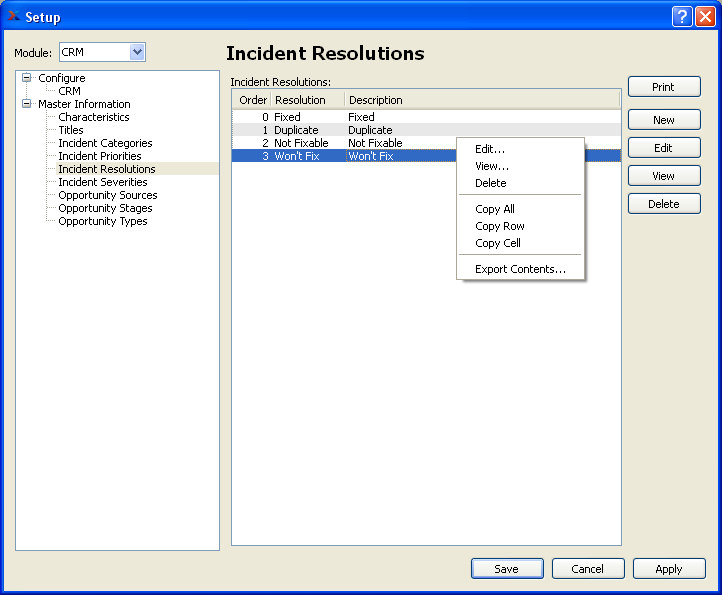 Setup
Module: CRM
Incident Resolutions
Configure
CRM
Master Information
Characteristics
Titles
Incident Categories
Incident Priorities
Incident Resolutions
Incident Severities
Opportunity Sources
Opportunity Stages
Opportunity Types
Incident Resolutions:
Order Resolution Description
0 Fixed Fixed
1 Duplicate Duplicate
2 Not Fixable Not Fixable
3 Won't Fix Won't Fix
Edit...
View...
Delete
Copy All
Copy Row
Copy Cell
Export Contents...
Print
New
Edit
View
Delete
Save Cancel Apply